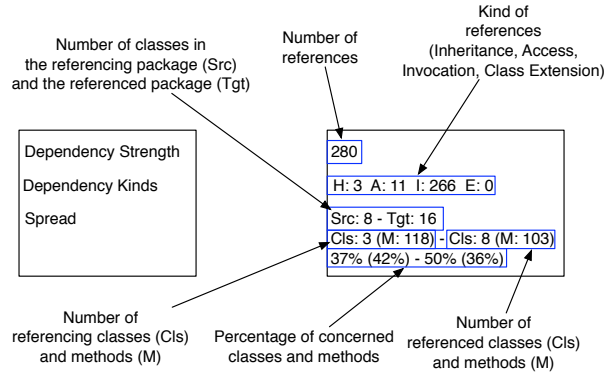 Kind of
references
(Inheritance, Access,
Invocation, Class Extension)
Number of
references
Number of classes in
the referencing package (Src)
and the referenced package (Tgt)
Dependency Strength
280
Dependency Kinds
H: 3 A: 11 I: 266 E: 0
Spread
Src: 8 - Tgt: 16
Cls: 3 (M: 118) - Cls: 8 (M: 103)
37% (42%) - 50% (36%)
Number of
referencing classes (Cls)
and methods (M)
Percentage of concerned
classes and methods
Number of
referenced classes (Cls)
and methods (M)